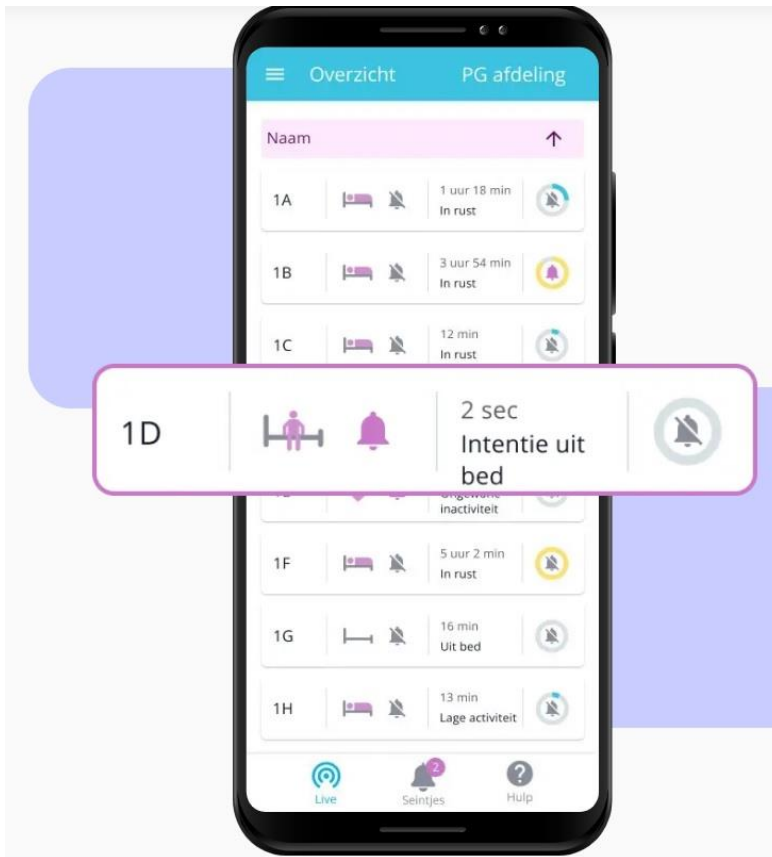 Overzicht PG afdeling
Naam
1A 1 uur 18 min
In rust
1B 3 uur 54 min
In rust
1C 12 min
In rust
1D 2 sec
Intentie uit
bed
inactiviteit
1F 5 uur 2 min
In rust
1G 16 min
Uit bed
1H 13 min
Lage activiteit
2
Live Seintjes Hulp